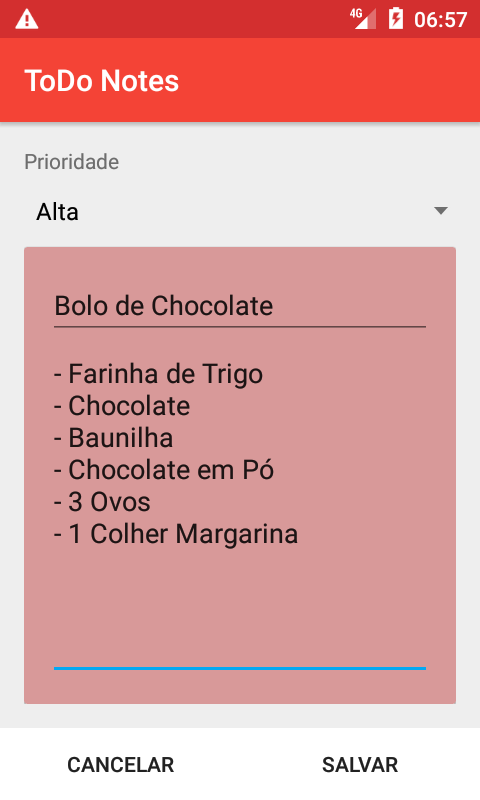 4G 06:57
ToDo Notes
Prioridade
Alta
Bolo de Chocolate
- Farinha de Trigo
- Chocolate
- Baunilha
- Chocolate em Pó
- 3 Ovos
- 1 Colher Margarina
CANCELAR SALVAR